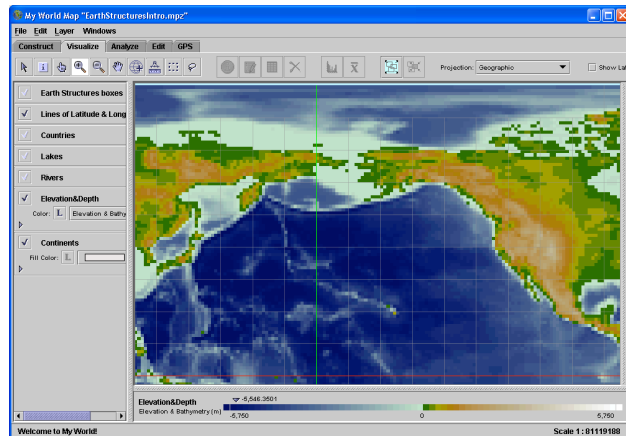 My World Map "EarthStructuresIntro.mpz"
File Edit Layer Windows
Construct Visualize Analyze Edit GPS
Projection: Geographic Show Lat
Earth Structures boxes
Lines of Latitude & Long
Countries
Lakes
Rivers
Elevation&Depth
Color: L Elevation & Bathy
Continents
Fill Color: L
Elevation&Depth -5,546.3501
Elevation & Bathymetry (m) -5,750 0 5,750
Welcome to My World! Scale 1 : 81119188